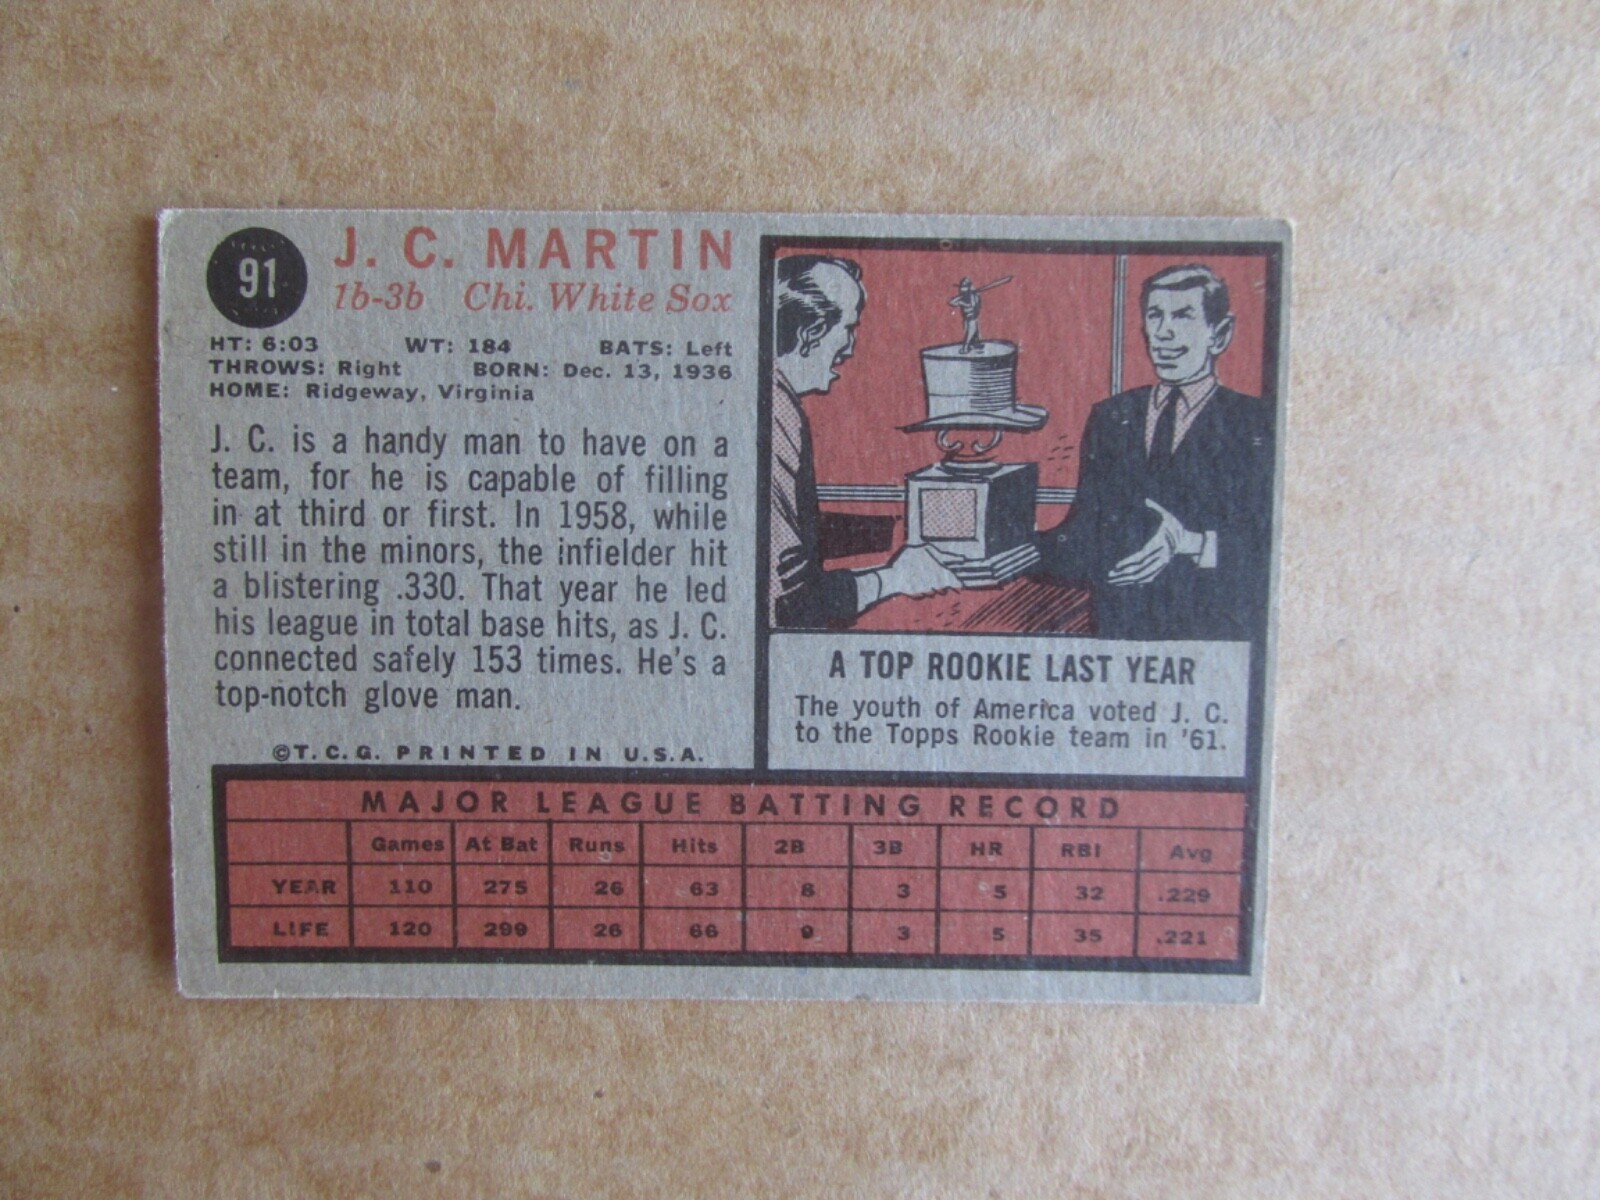 91
J. C. MARTIN
1b-3b Chi. White Sox
HT: 6:03 WT: 184 BATS: Left
THROWS: Right BORN: Dec. 13, 1936
HOME: Ridgeway, Virginia
J. C. is a handy man to have on a
team, for he is capable of filling
in at third or first. In 1958, while
still in the minors, the infielder hit
a blistering .330. That year he led
his league in total base hits, as J. C.
connected safely 153 times. He's a
top-notch glove man.
©T.C.G. PRINTED IN U.S.A.
A TOP ROOKIE LAST YEAR
The youth of America voted J. C.
to the Topps Rookie team in '61.
MAJOR LEAGUE BATTING RECORD
Games At Bat Runs Hits 2B 3B HR RBI Avg
YEAR 110 275 26 63 8 3 5 32 .229
LIFE 120 299 26 66 9 3 5 35 .221